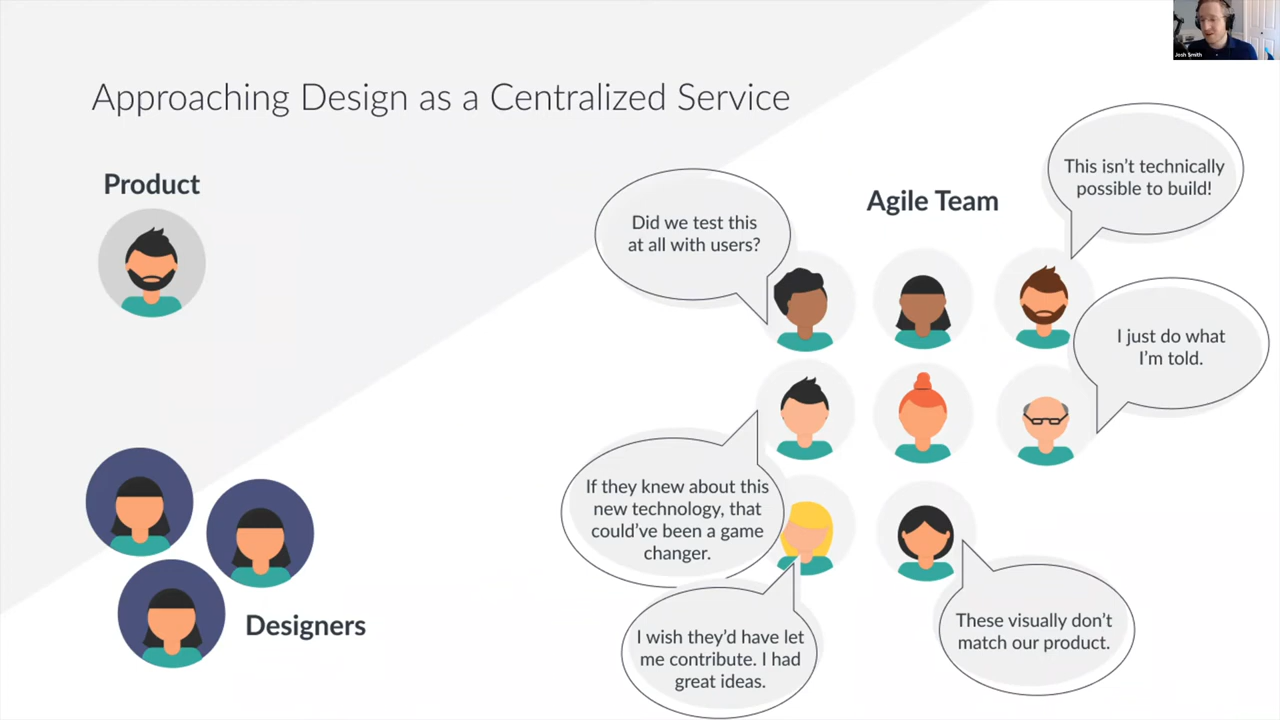 Josh Smith
Approaching Design as a Centralized Service
Product
Agile Team
This isn't technically
possible to build!
Did we test this
at all with users?
I just do what
I'm told.
If they knew about this
new technology, that
could've been a game
changer.
Designers
I wish they'd have let
me contribute. I had
great ideas.
These visually don't
match our product.